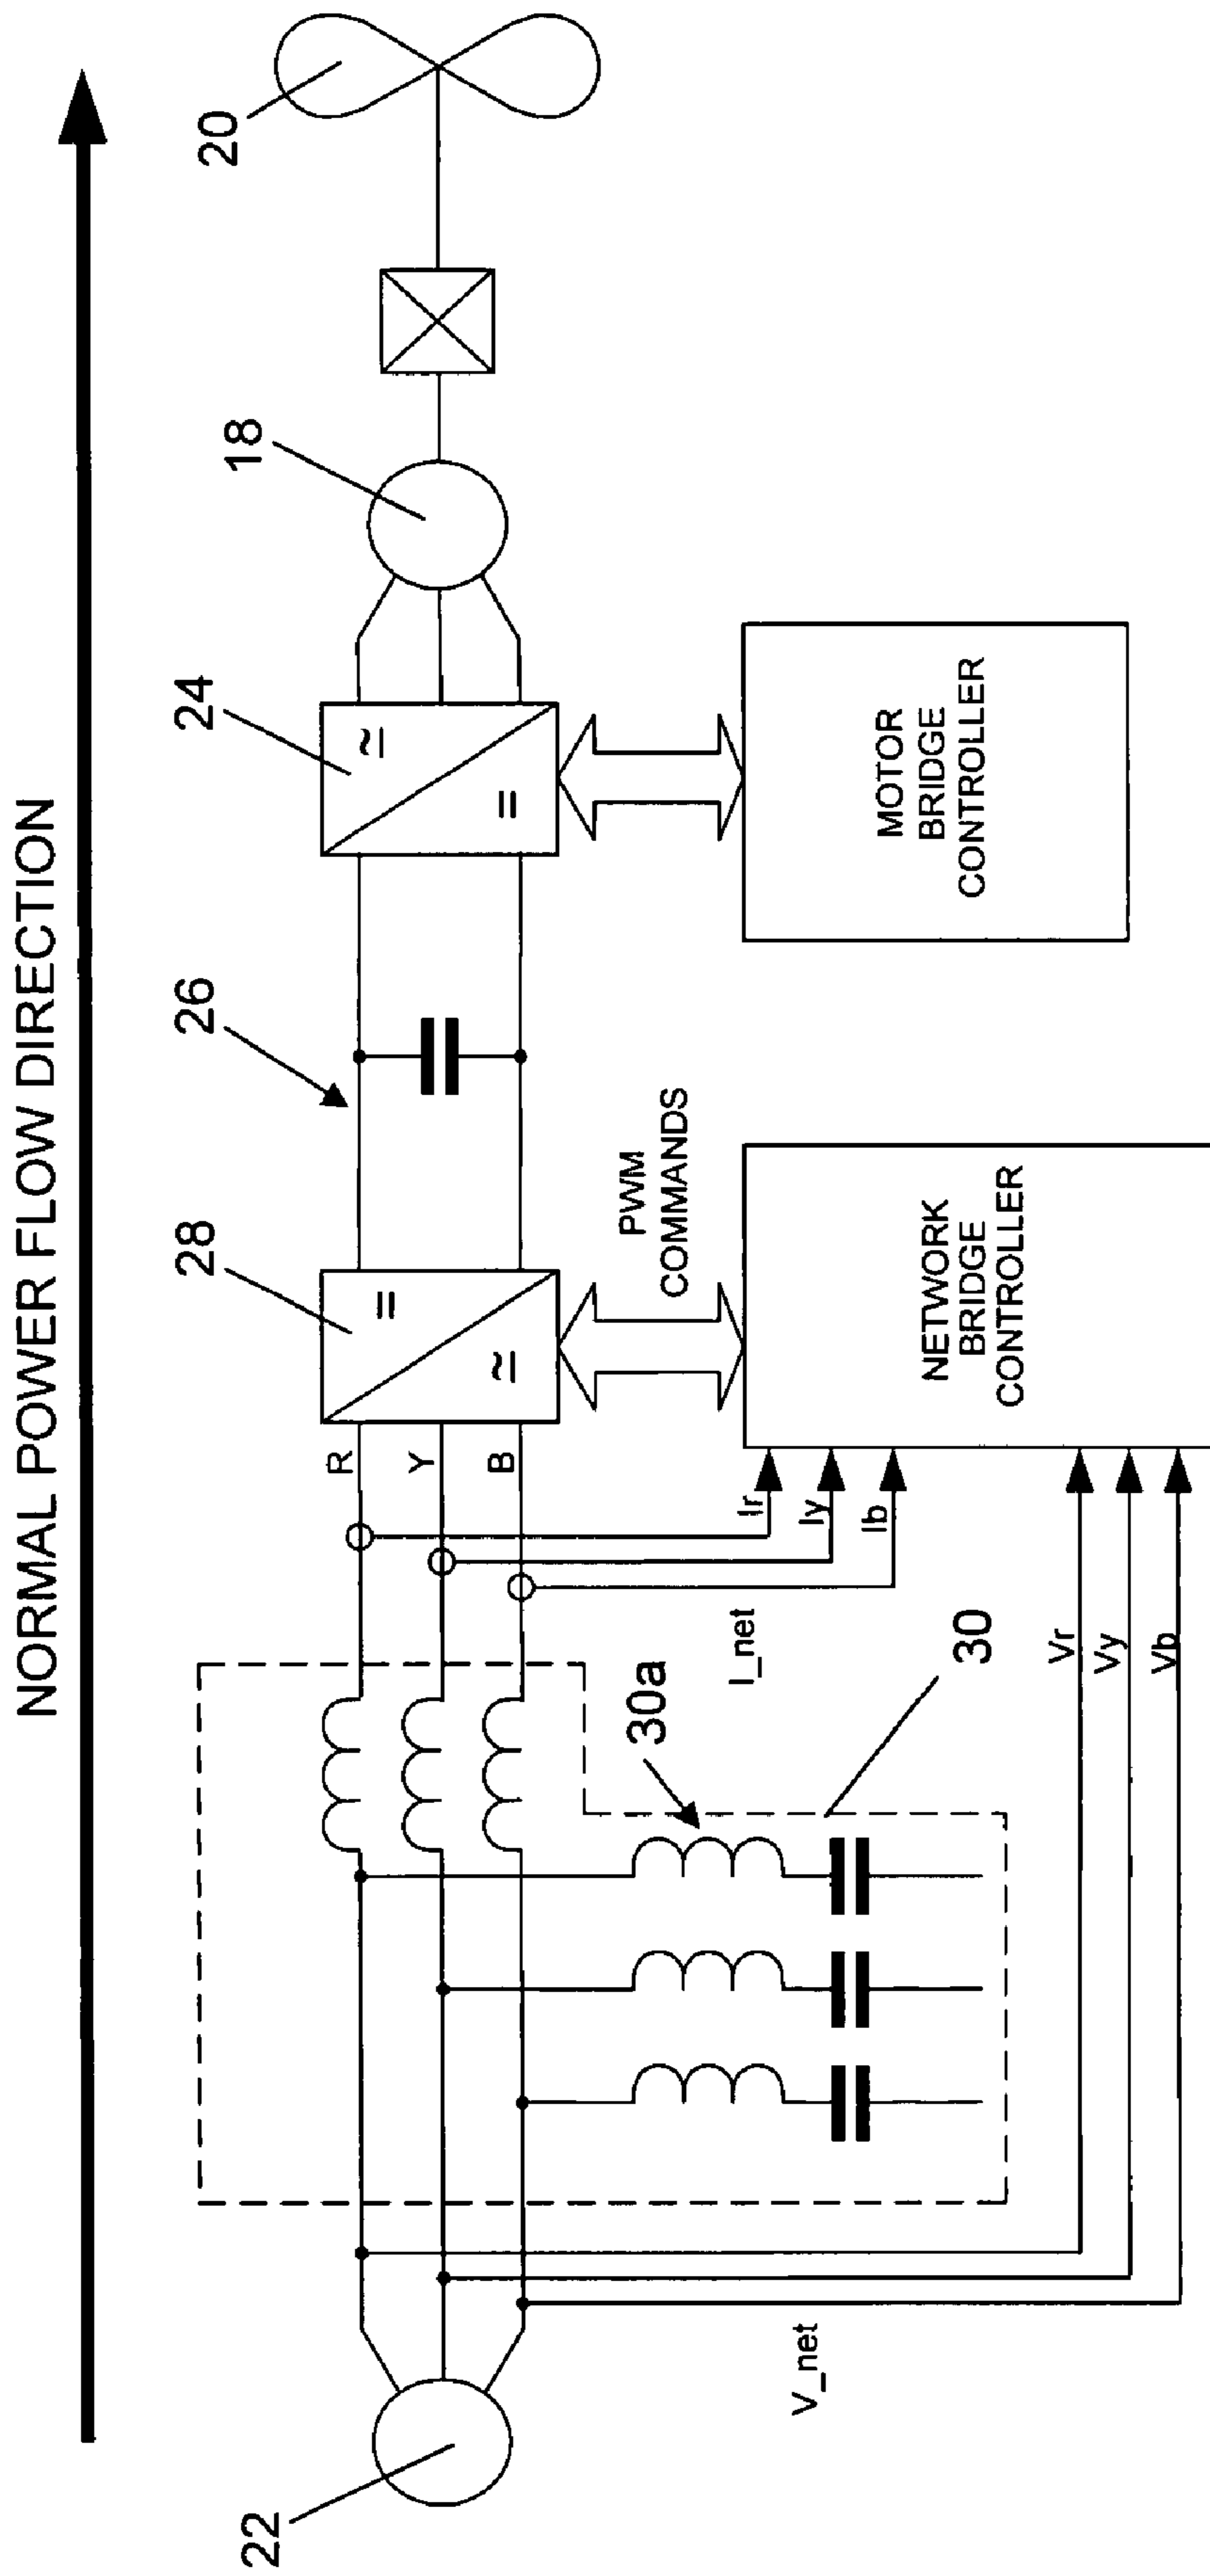 NORMAL POWER FLOW DIRECTION
22
28
26
24
18
20
R
Y
B
PWM
COMMANDS
30a
30
I_net
Ir
Iy
Ib
V_net
Vr
Vy
Vb
NETWORK
BRIDGE
CONTROLLER
MOTOR
BRIDGE
CONTROLLER